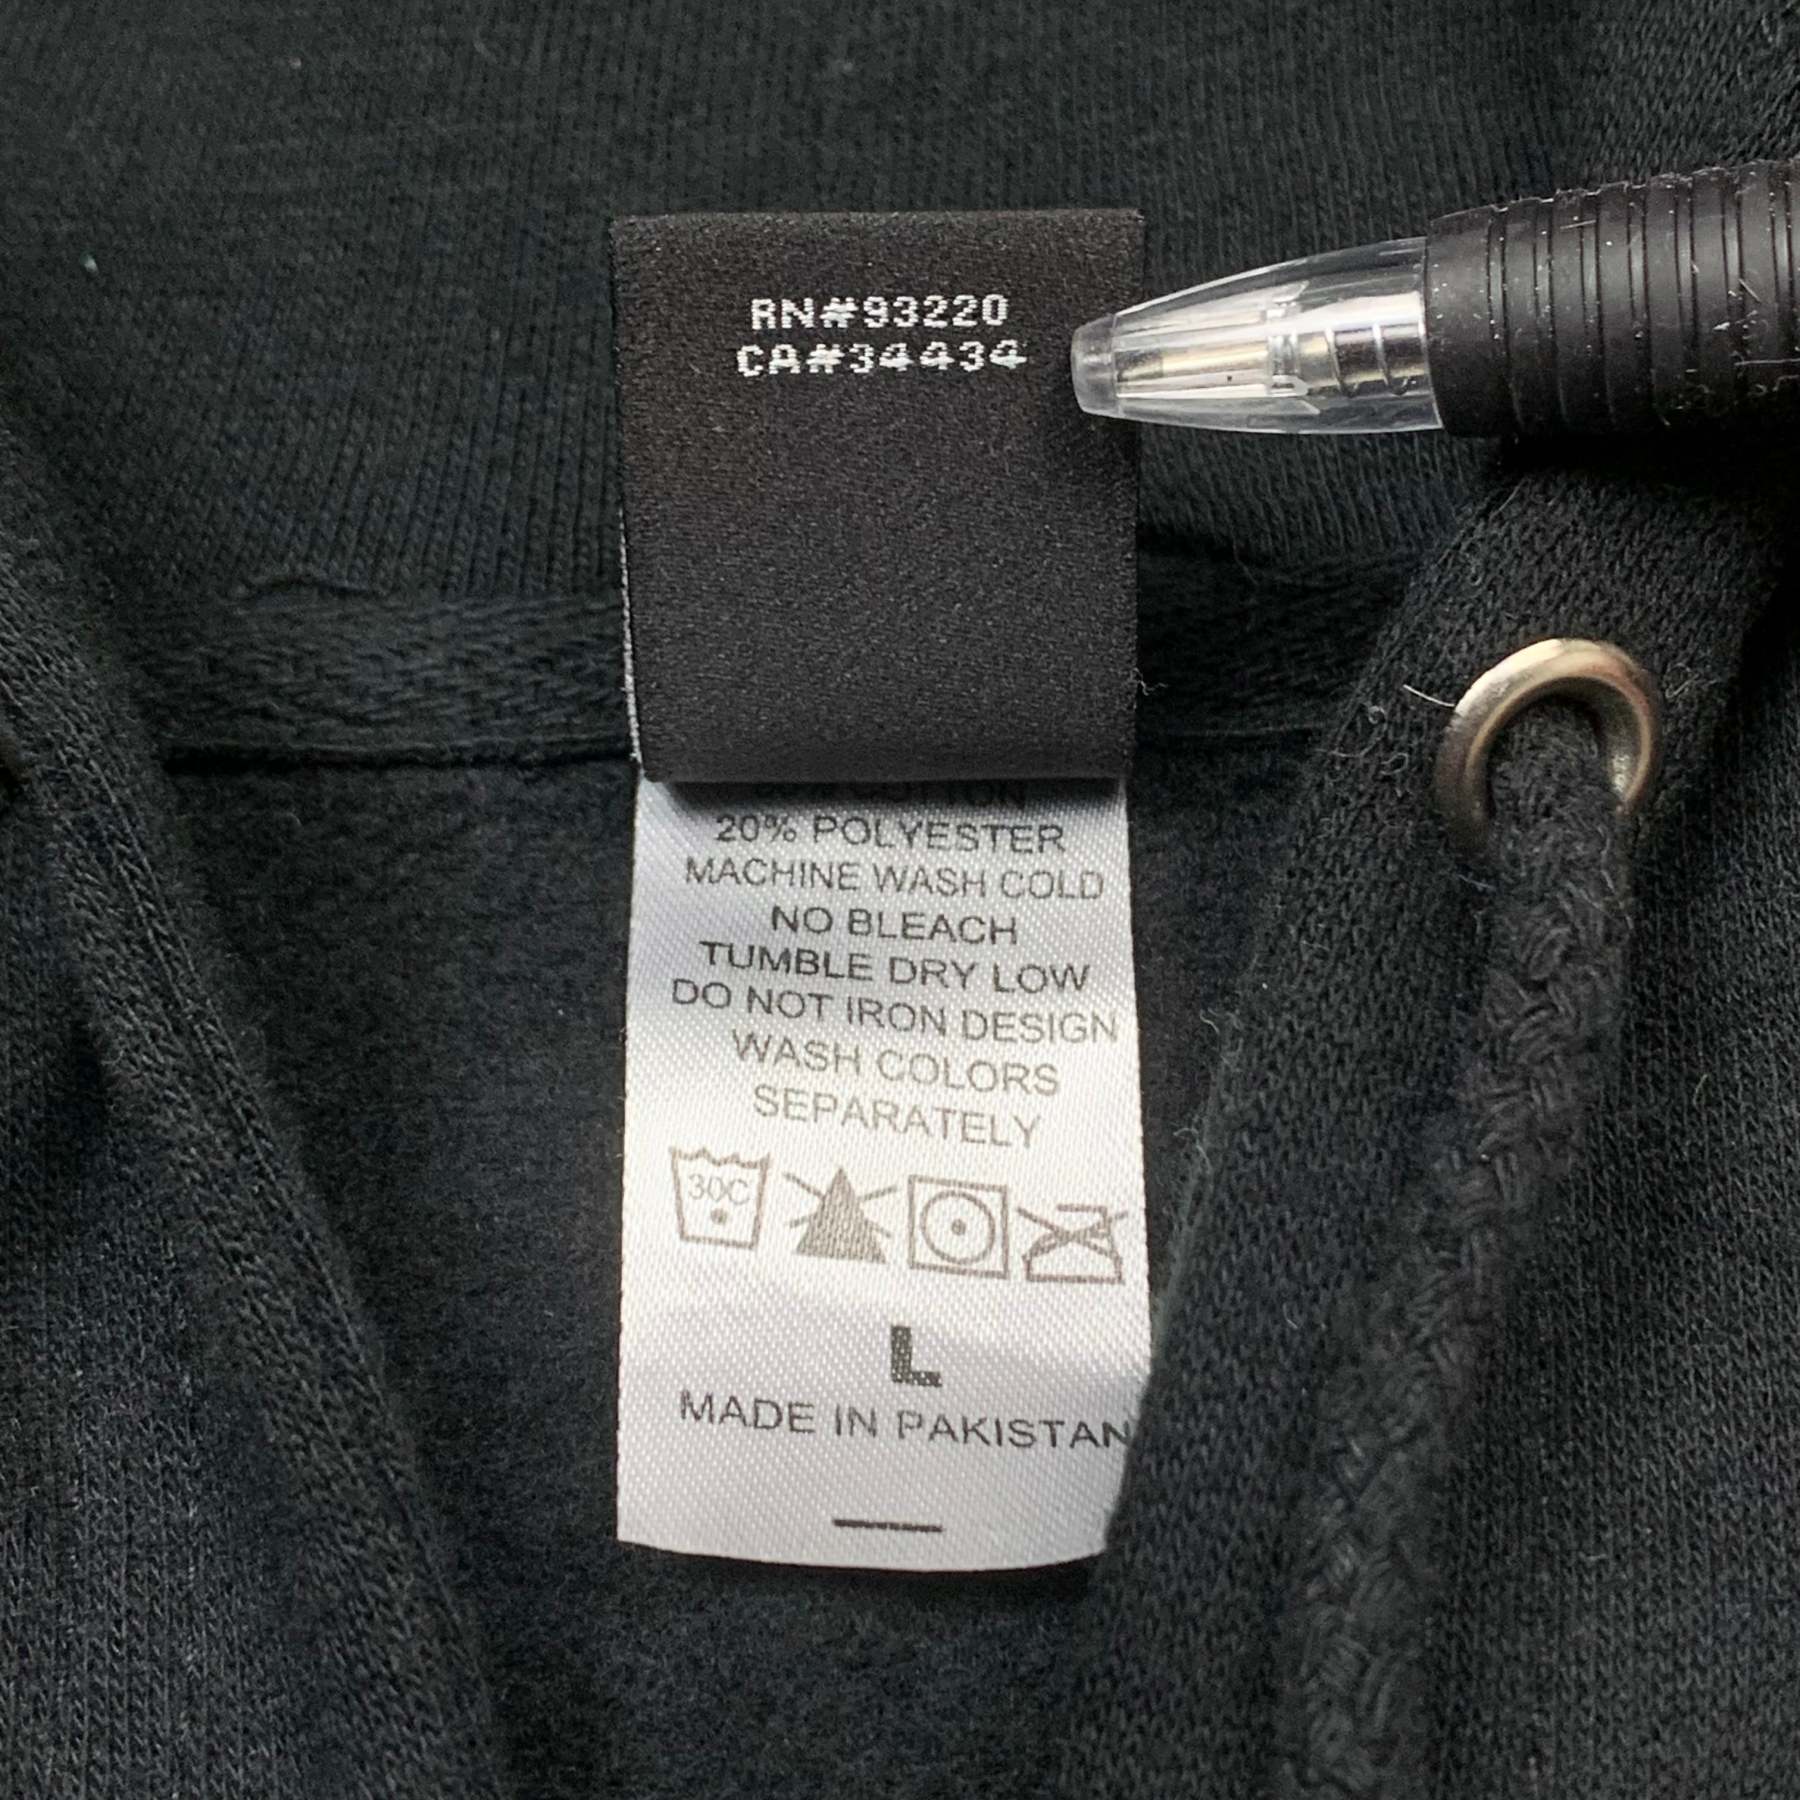 RN#93220
CA#34434
COTTON
20% POLYESTER
MACHINE WASH COLD
NO BLEACH
TUMBLE DRY LOW
DO NOT IRON DESIGN
WASH COLORS
SEPARATELY
30C
L
MADE IN PAKISTAN